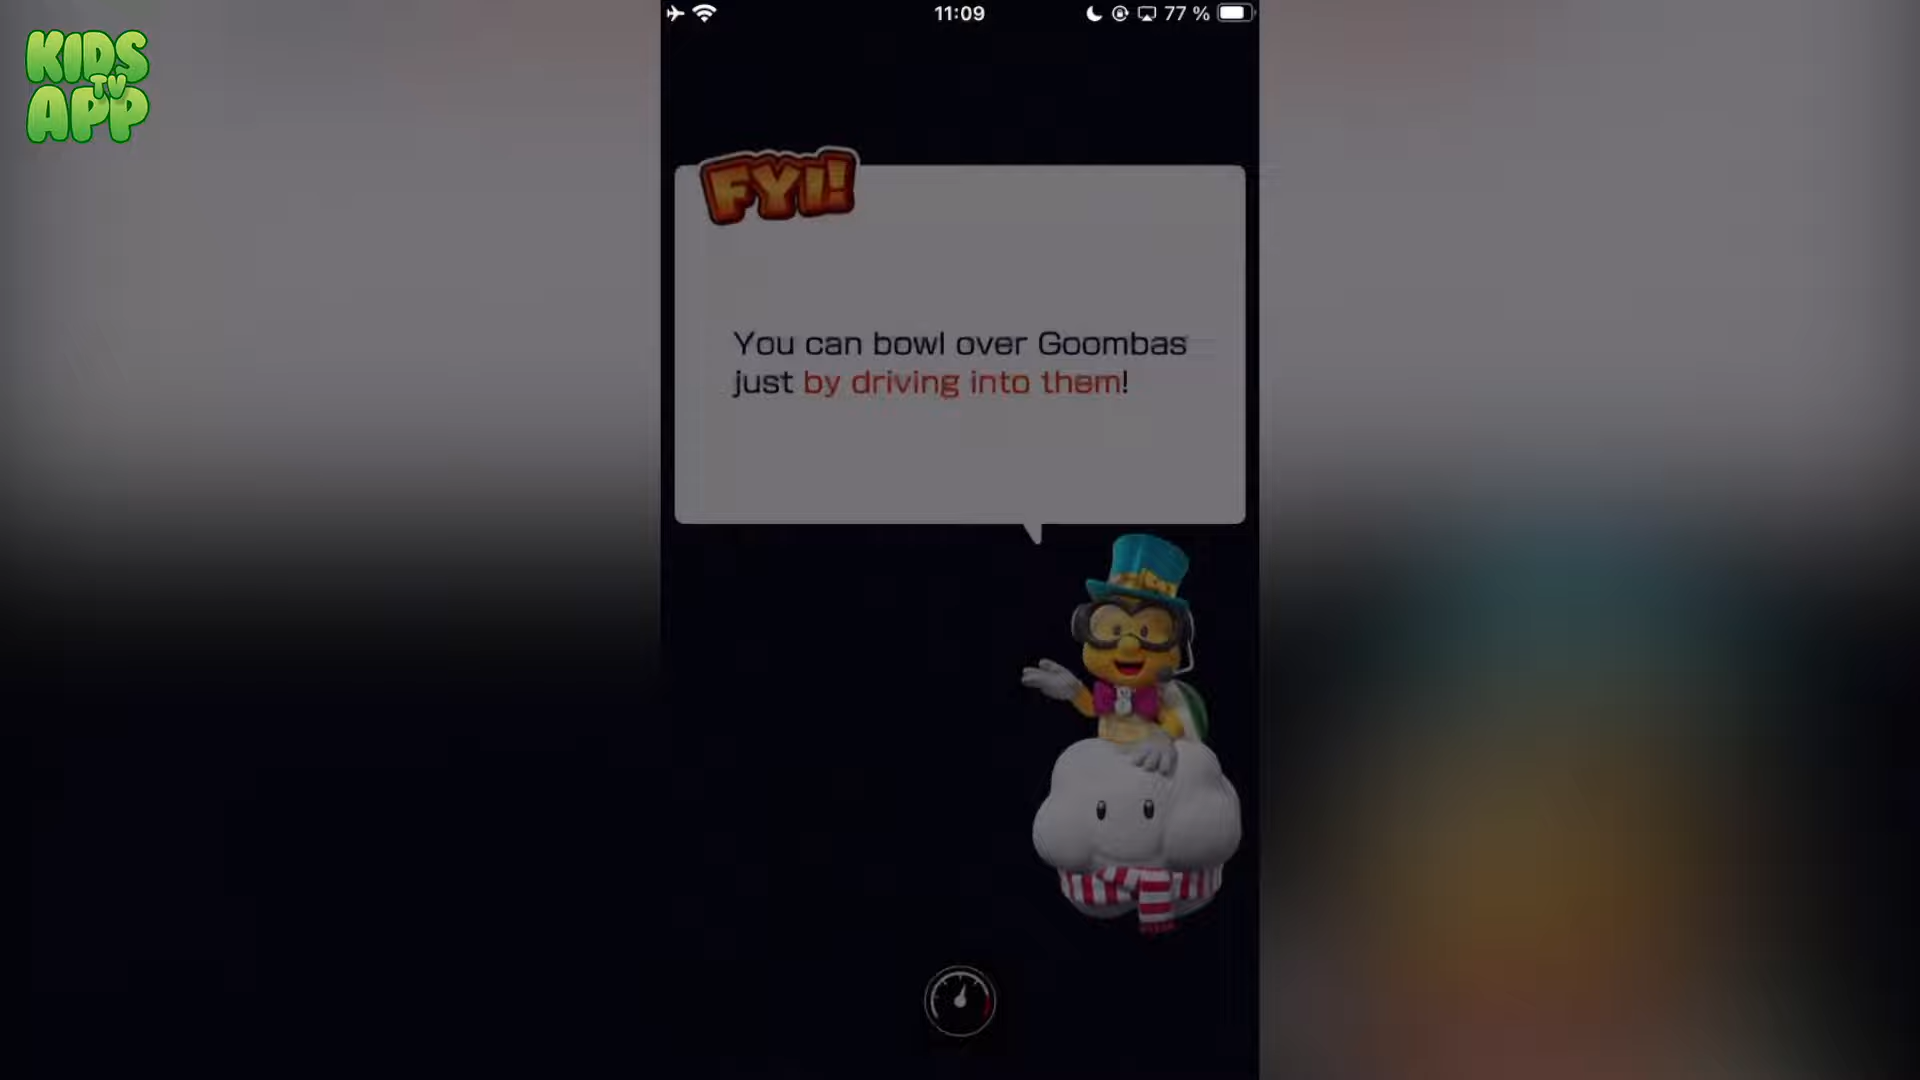 KIDS
TV
APP
11:09
77 %
FYI!
You can bowl over Goombas
just by driving into them!